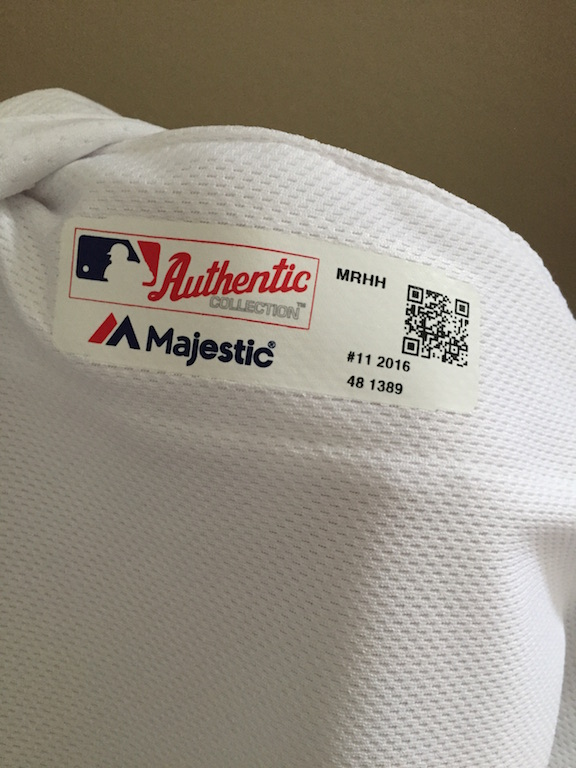 Authentic
COLLECTION™
Majestic®
MRHH
#11 2016
48 1389